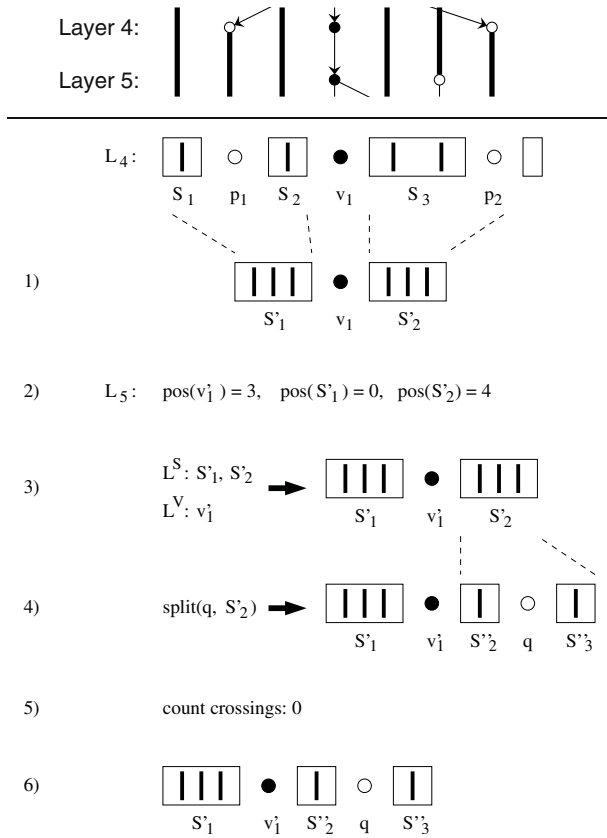 Layer 4:
Layer 5:
L4:
S1 p1 S2 v1 S3 p2
1)
S'1 v1 S'2
2) L5: pos(v'1) = 3, pos(S'1) = 0, pos(S'2) = 4
3) L^S: S'1, S'2
L^V: v'1
S'1 v'1 S'2
4) split(q, S'2)
S'1 v'1 S''2 q S''3
5) count crossings: 0
6)
S'1 v'1 S''2 q S''3